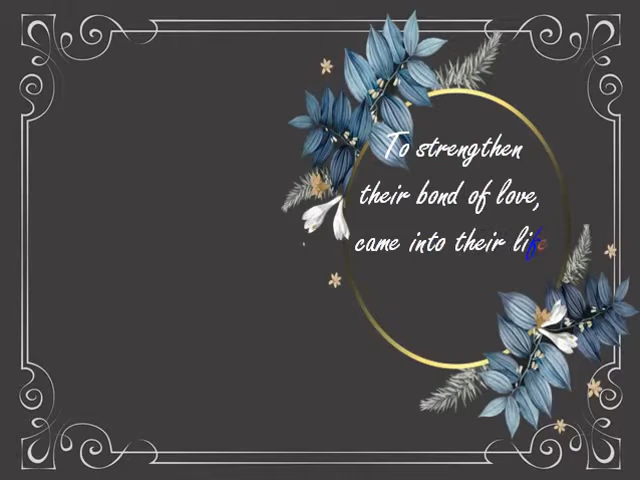 To strengthen
their bond of love,
came into their life